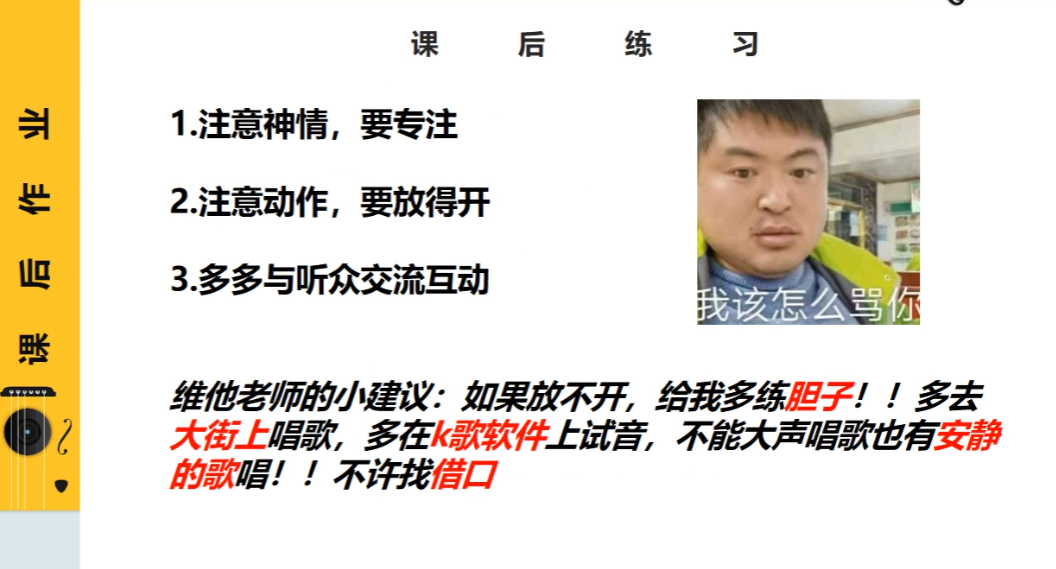 课 后 练 习
课 后 作 业
1.注意神情，要专注
2.注意动作，要放得开
3.多多与听众交流互动
我该怎么骂你
维他老师的小建议：如果放不开，给我多练胆子！！多去
大街上唱歌，多在k歌软件上试音，不能大声唱歌也有安静
的歌唱！！不许找借口